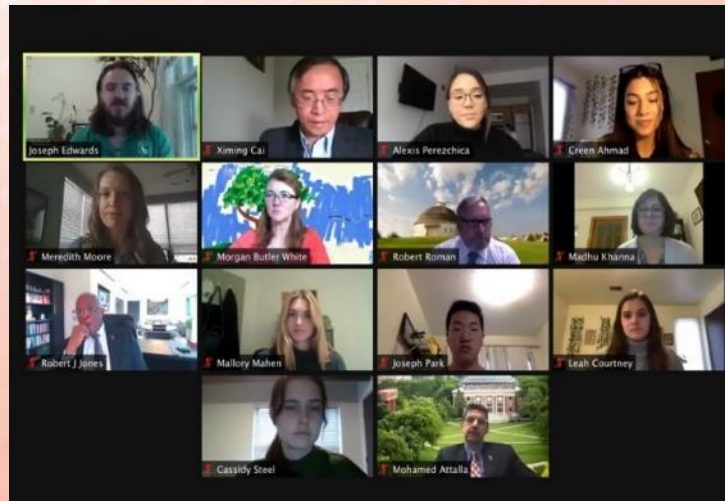 Joseph Edwards
Ximing Cai
Alexis Perezchica
Creen Ahmad
Meredith Moore
Morgan Butler White
Robert Roman
Madhu Khanna
Robert J Jones
Mallory Mahen
Joseph Park
Leah Courtney
Cassidy Steel
Mohamed Attalla